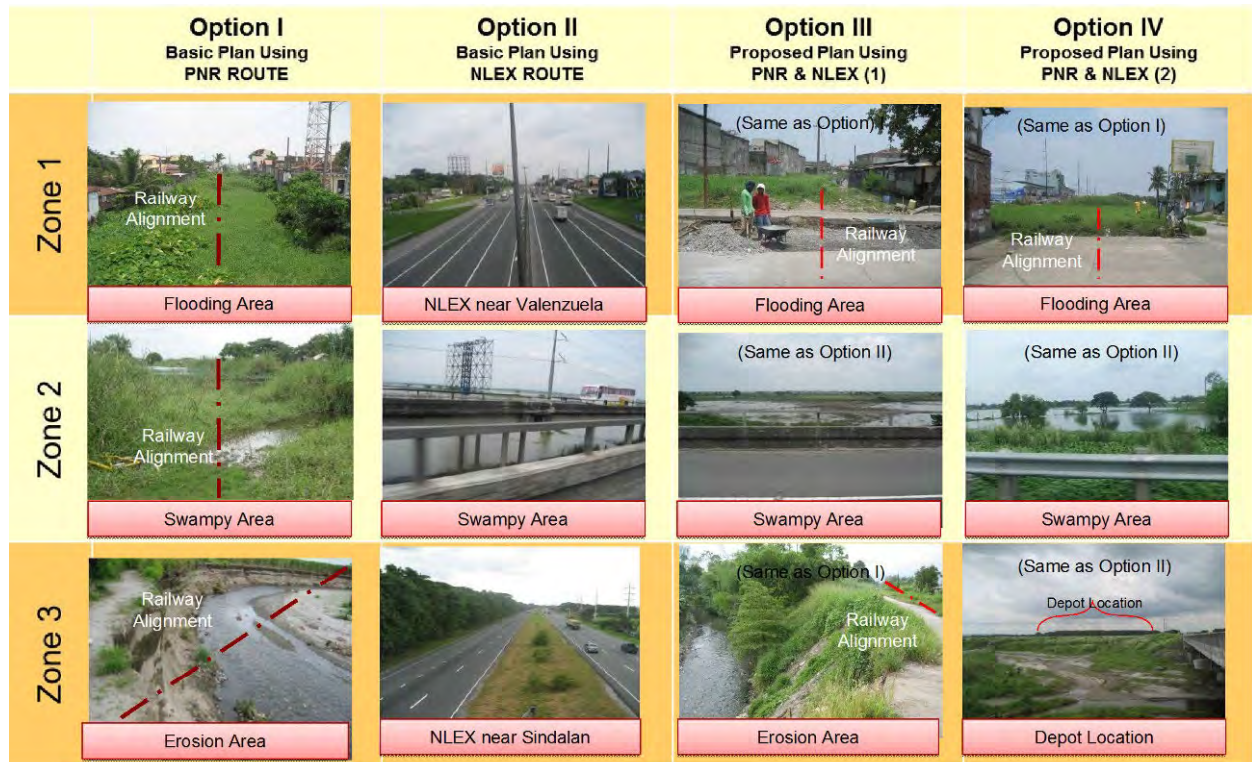 Option I
Basic Plan Using
PNR ROUTE
Option II
Basic Plan Using
NLEX ROUTE
Option III
Proposed Plan Using
PNR & NLEX (1)
Option IV
Proposed Plan Using
PNR & NLEX (2)
Zone 1
Railway
Alignment
Flooding Area
NLEX near Valenzuela
(Same as Option) I
Railway
Alignment
Flooding Area
(Same as Option I)
Railway
Alignment
Flooding Area
Zone 2
Railway
Alignment
Swampy Area
Swampy Area
(Same as Option II)
Swampy Area
(Same as Option II)
Swampy Area
Zone 3
Railway
Alignment
Erosion Area
NLEX near Sindalan
(Same as Option I)
Railway
Alignment
Erosion Area
(Same as Option II)
Depot Location
Depot Location